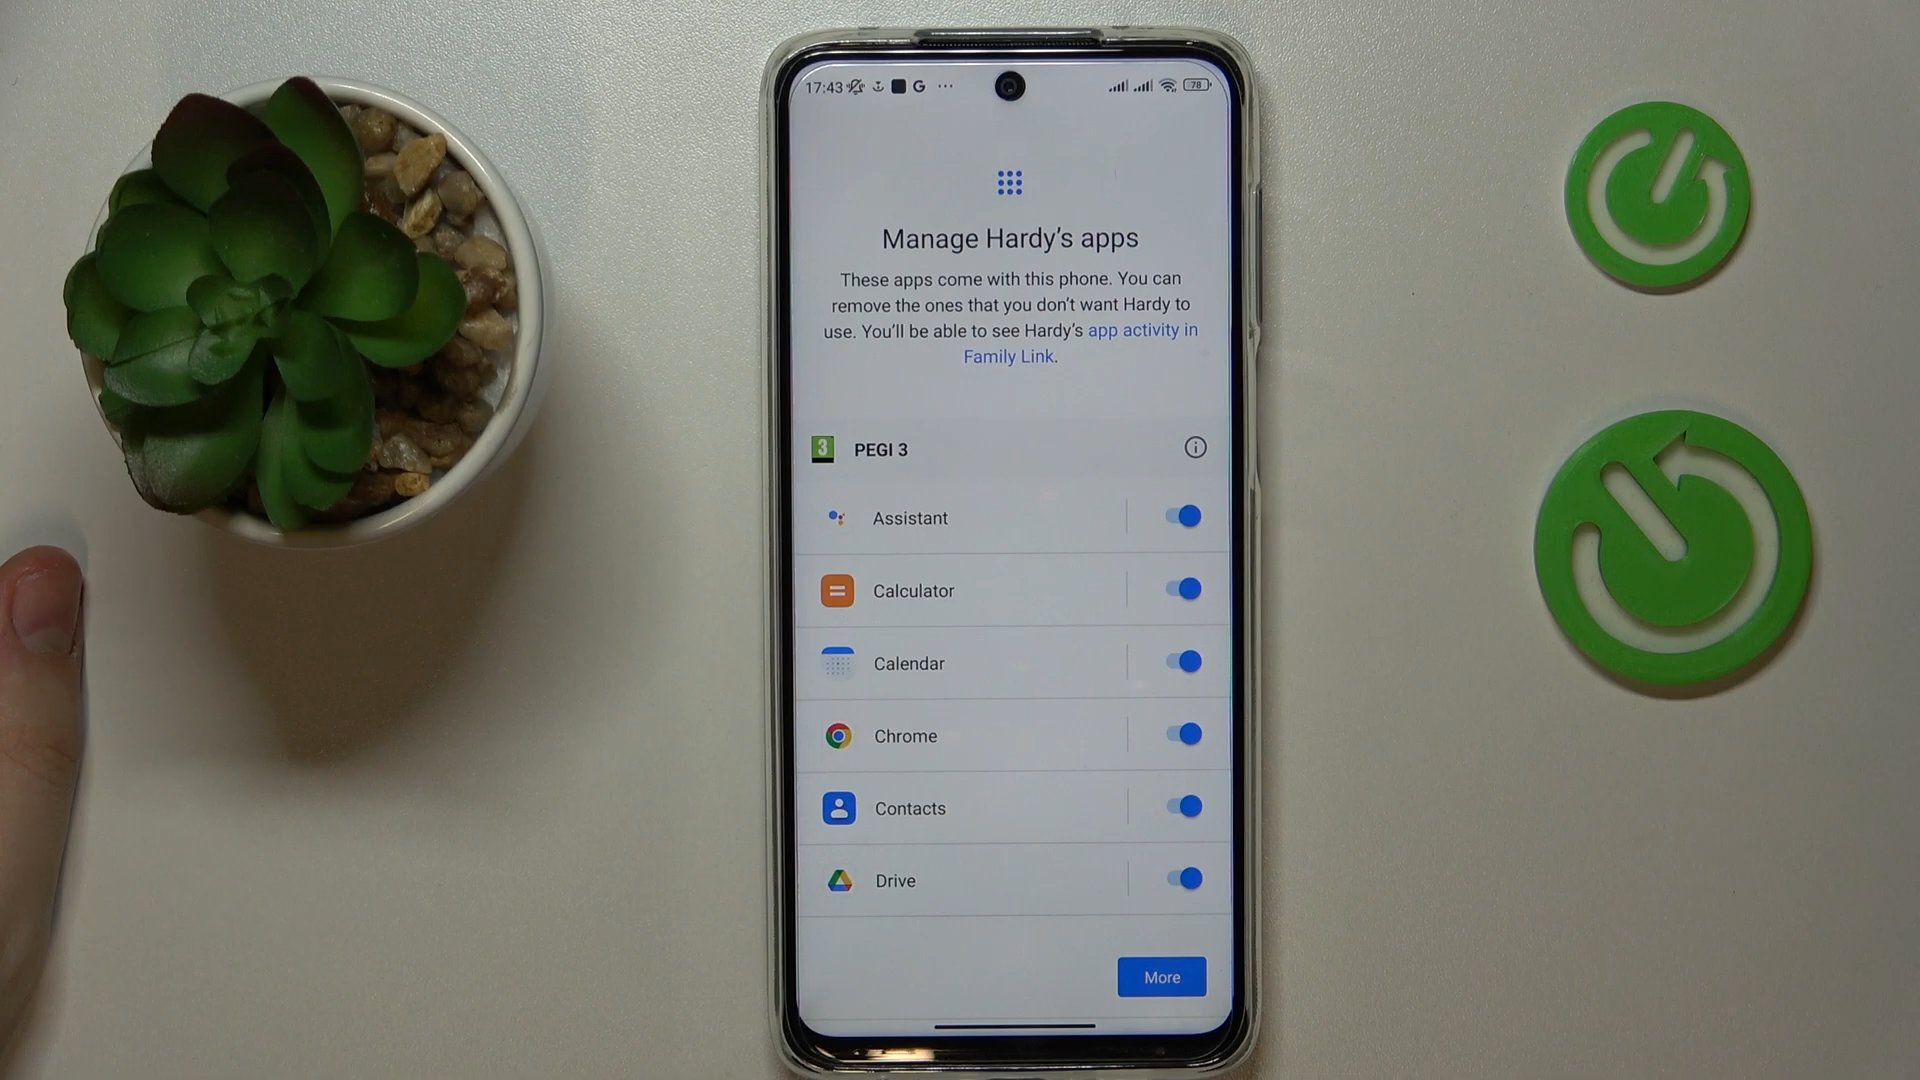 17:43 G ... 78
Manage Hardy's apps
These apps come with this phone. You can
remove the ones that you don't want Hardy to
use. You'll be able to see Hardy's app activity in
Family Link.
3 PEGI 3
Assistant
Calculator
Calendar
Chrome
Contacts
Drive
More